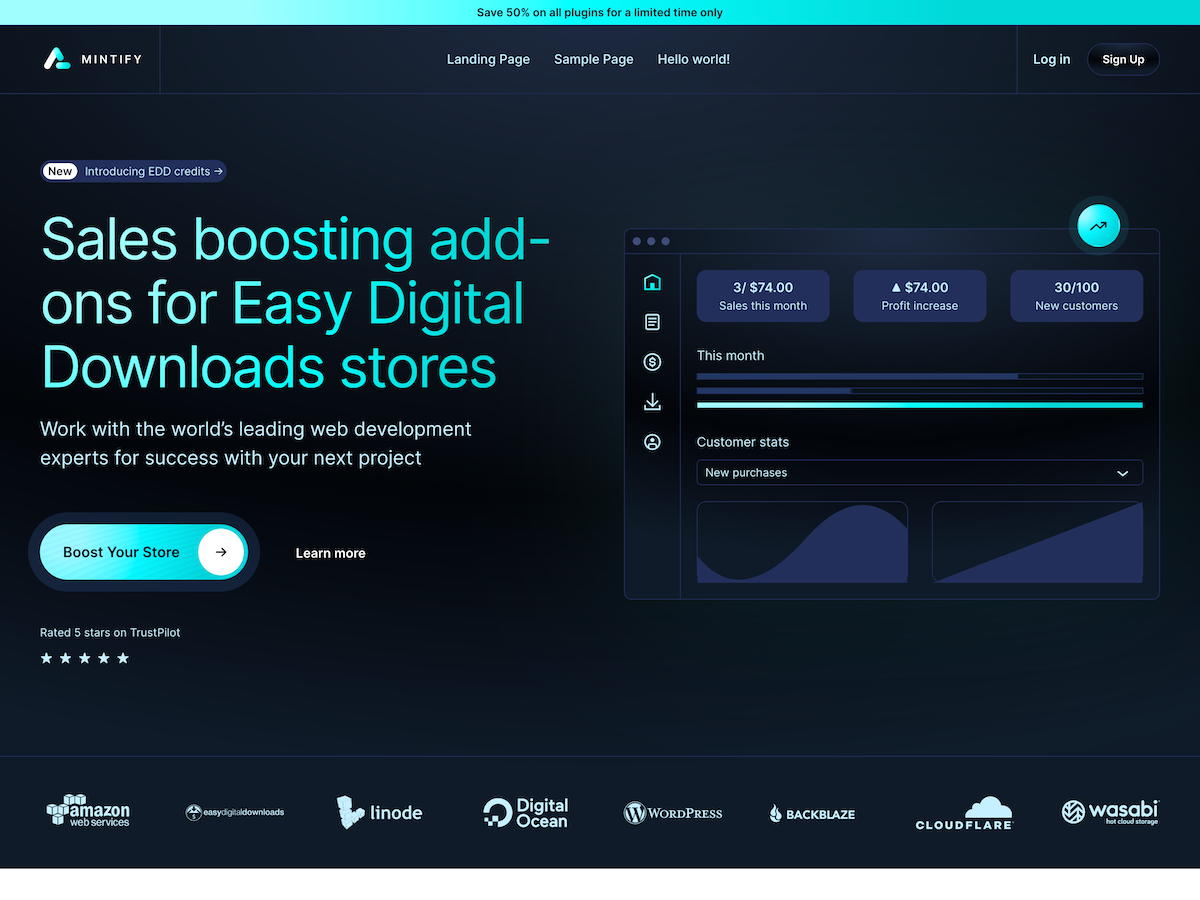 Save 50% on all plugins for a limited time only
MINTIFY
Landing Page
Sample Page
Hello world!
Log in
Sign Up
New
Introducing EDD credits →
Sales boosting add-
ons for Easy Digital
Downloads stores
Work with the world’s leading web development
experts for success with your next project
Boost Your Store
Learn more
Rated 5 stars on TrustPilot
3/ $74.00
Sales this month
▲ $74.00
Profit increase
30/100
New customers
This month
Customer stats
New purchases
amazon
web services
easydigitaldownloads
linode
Digital
Ocean
WORDPRESS
BACKBLAZE
CLOUDFLARE
wasabi
hot cloud storage